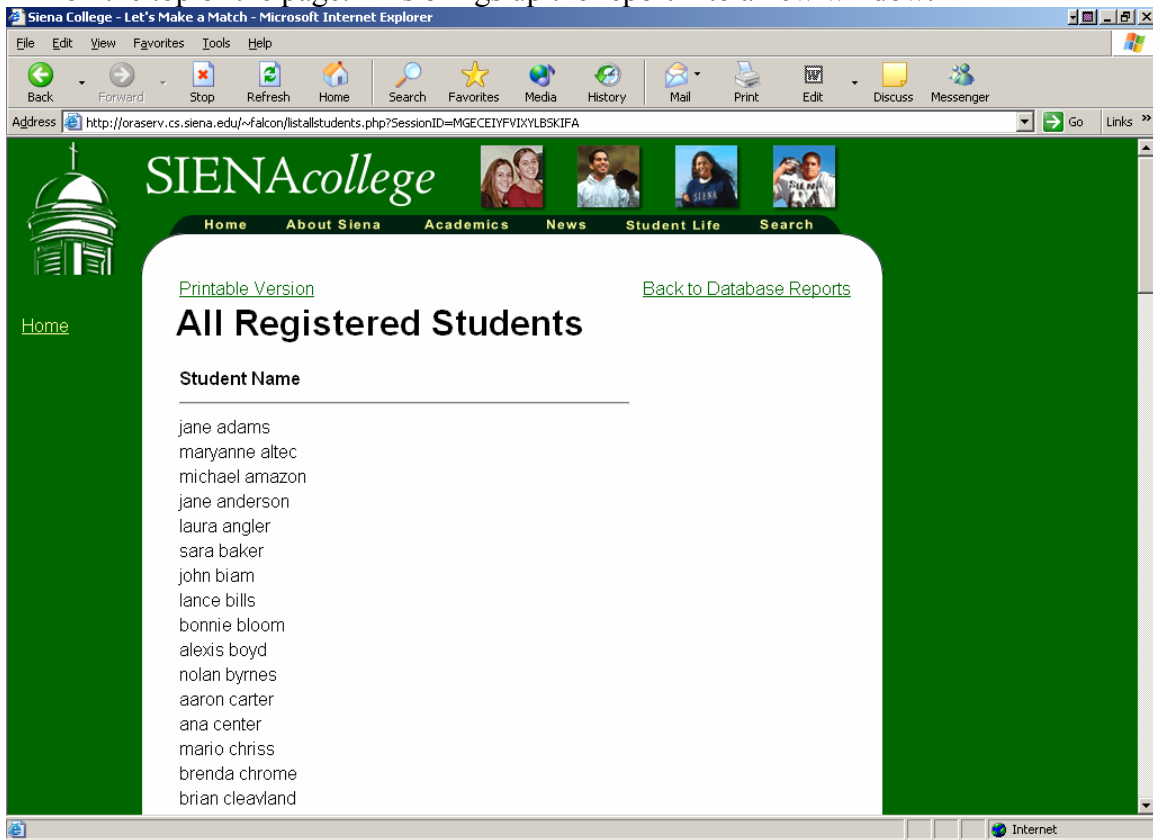 Siena College - Let's Make a Match - Microsoft Internet Explorer
File Edit View Favorites Tools Help
Back Forward Stop Refresh Home Search Favorites Media History Mail Print Edit Discuss Messenger
Address http://oraserv.cs.siena.edu/~falcon/listallstudents.php?SessionID=MGECEIYFVIXYLBSKIFA Go Links »
SIENAcollege
Home About Siena Academics News Student Life Search
Printable Version Back to Database Reports
Home
All Registered Students
Student Name
jane adams
maryanne altec
michael amazon
jane anderson
laura angler
sara baker
john biam
lance bills
bonnie bloom
alexis boyd
nolan byrnes
aaron carter
ana center
mario chriss
brenda chrome
brian cleavland
Internet